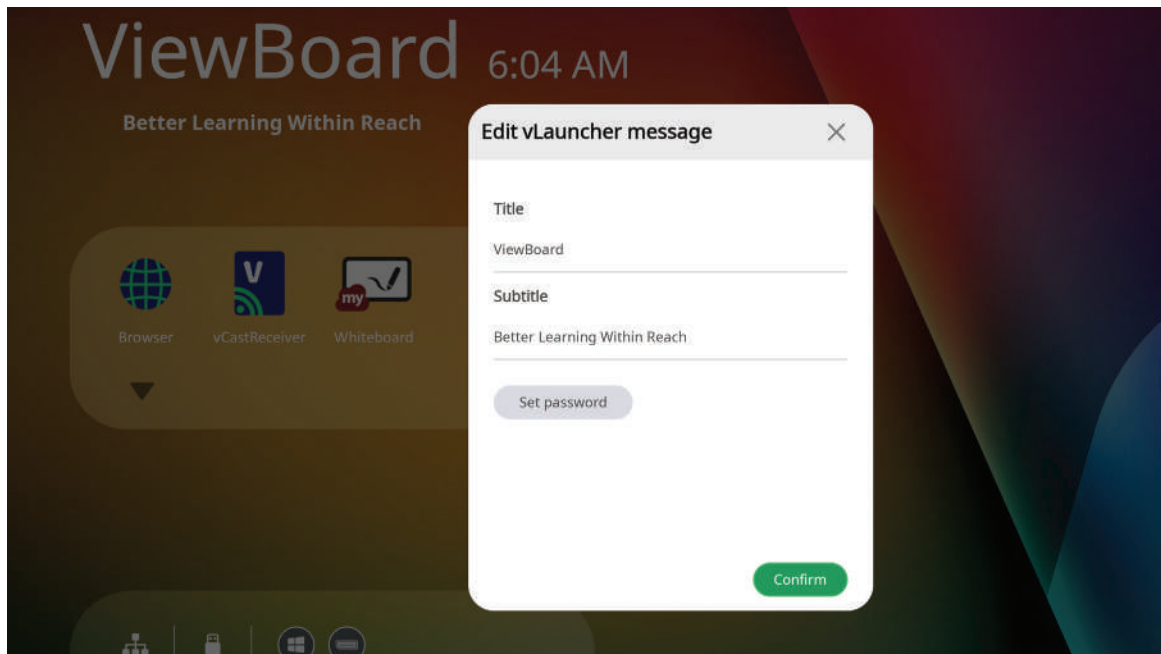 ViewBoard 6:04 AM
Better Learning Within Reach
Edit vLauncher message
Title
ViewBoard
Subtitle
Better Learning Within Reach
Set password
Confirm
V
my
Browser vCastReceiver Whiteboard